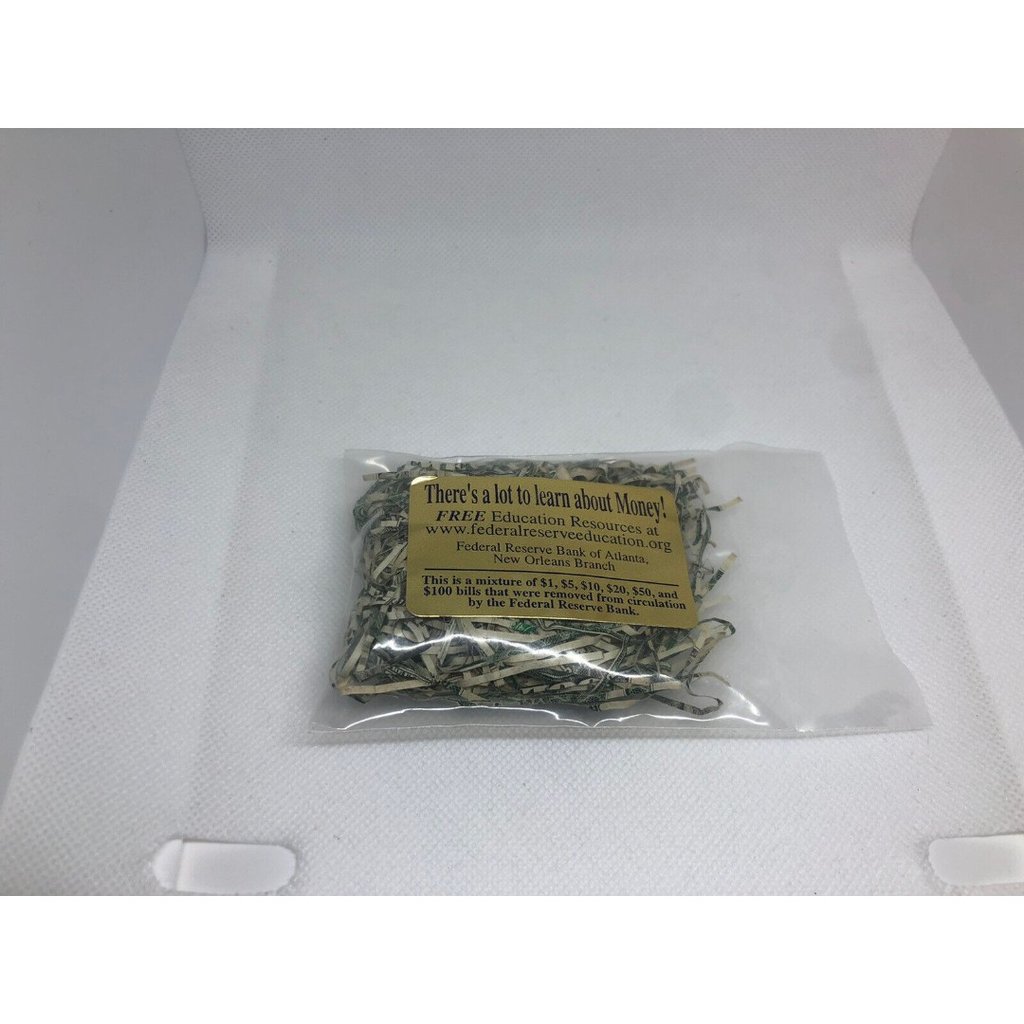 There's a lot to learn about Money!
FREE Education Resources at
www.federalreserveeducation.org
Federal Reserve Bank of Atlanta,
New Orleans Branch
This is a mixture of $1, $5, $10, $20, $50, and
$100 bills that were removed from circulation
by the Federal Reserve Bank.